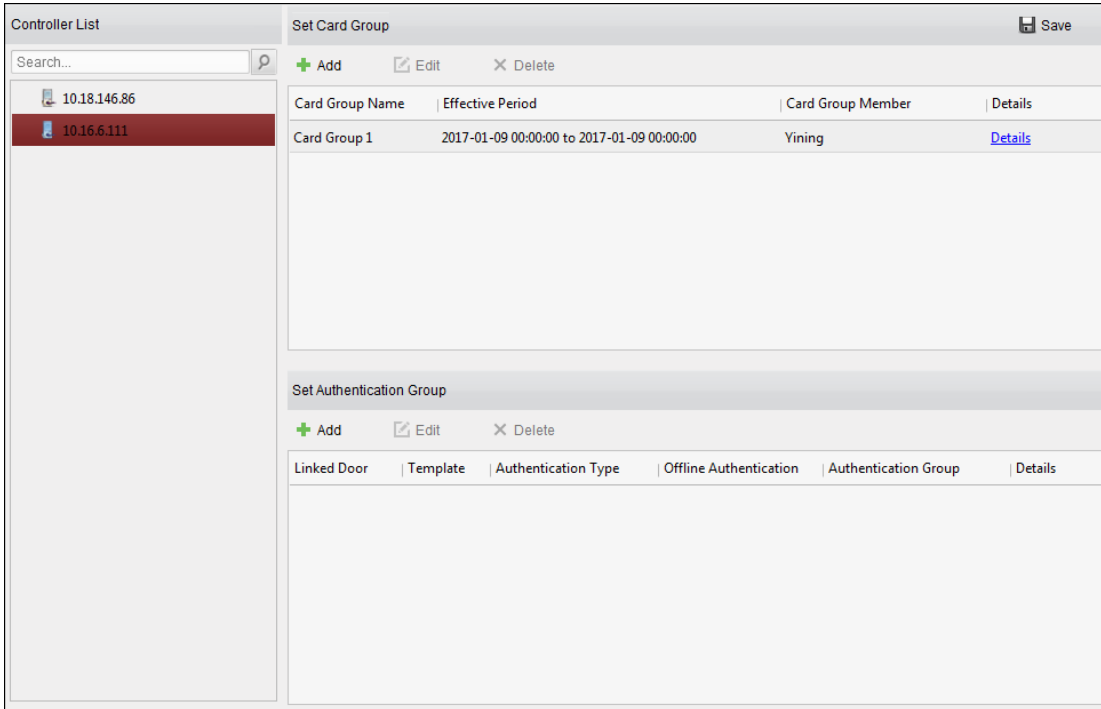 Controller List
Search...
10.18.146.86
10.16.6.111
Set Card Group
Save
Add Edit Delete
Card Group Name Effective Period Card Group Member Details
Card Group 1 2017-01-09 00:00:00 to 2017-01-09 00:00:00 Yining Details
Set Authentication Group
Add Edit Delete
Linked Door Template Authentication Type Offline Authentication Authentication Group Details